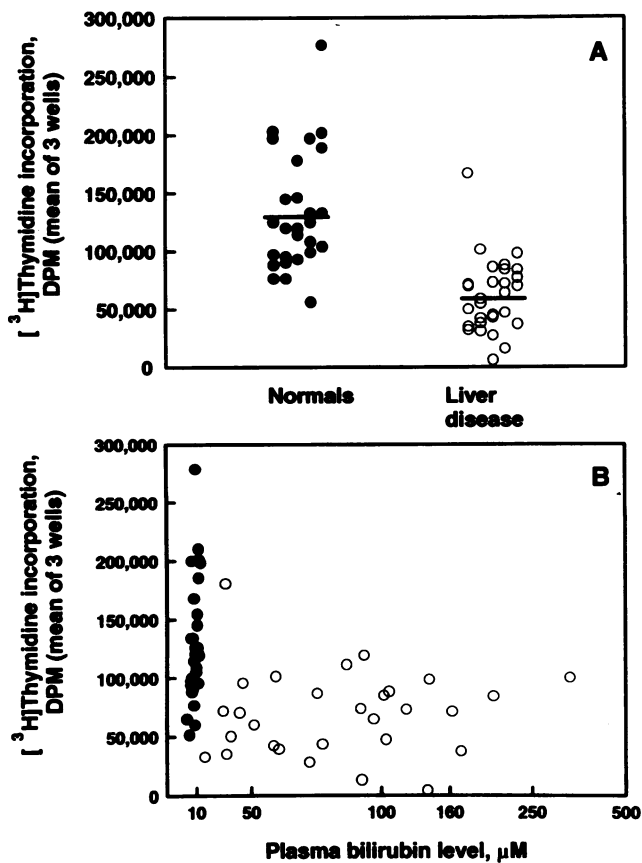 [³H]Thymidine incorporation,
DPM (mean of 3 wells)
300,000
250,000
200,000
150,000
100,000
50,000
0
A
Normals
Liver
disease
[³H]Thymidine incorporation,
DPM (mean of 3 wells)
300,000
250,000
200,000
150,000
100,000
50,000
0
B
10 50 100 160 250 500
Plasma bilirubin level, μM